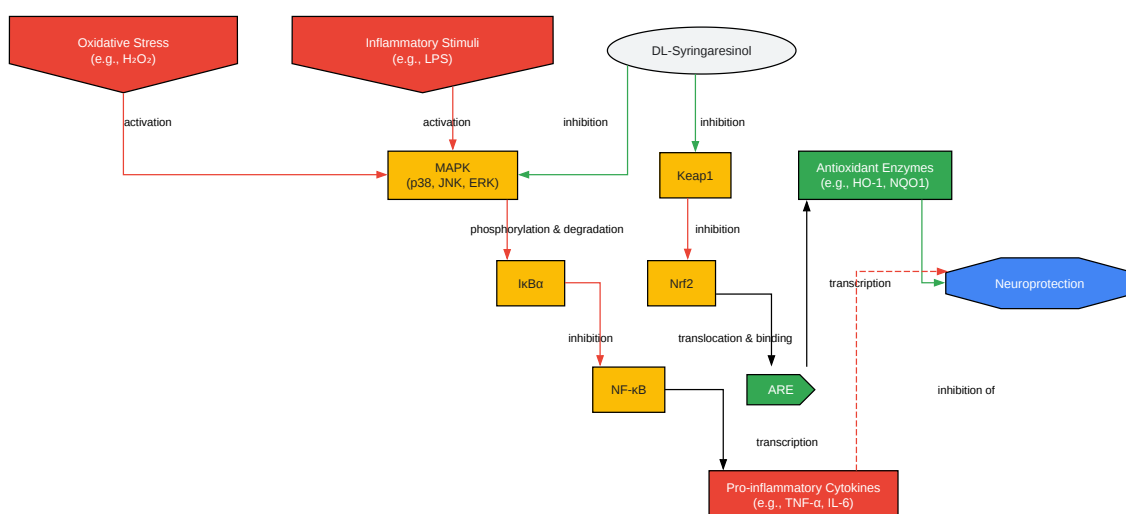 Oxidative Stress
(e.g., H₂O₂)
Inflammatory Stimuli
(e.g., LPS)
DL-Syringaresinol
activation
activation
inhibition
inhibition
MAPK
(p38, JNK, ERK)
Keap1
Antioxidant Enzymes
(e.g., HO-1, NQO1)
phosphorylation & degradation
inhibition
IκBα
Nrf2
transcription
Neuroprotection
inhibition
translocation & binding
NF-κB
ARE
inhibition of
transcription
Pro-inflammatory Cytokines
(e.g., TNF-α, IL-6)